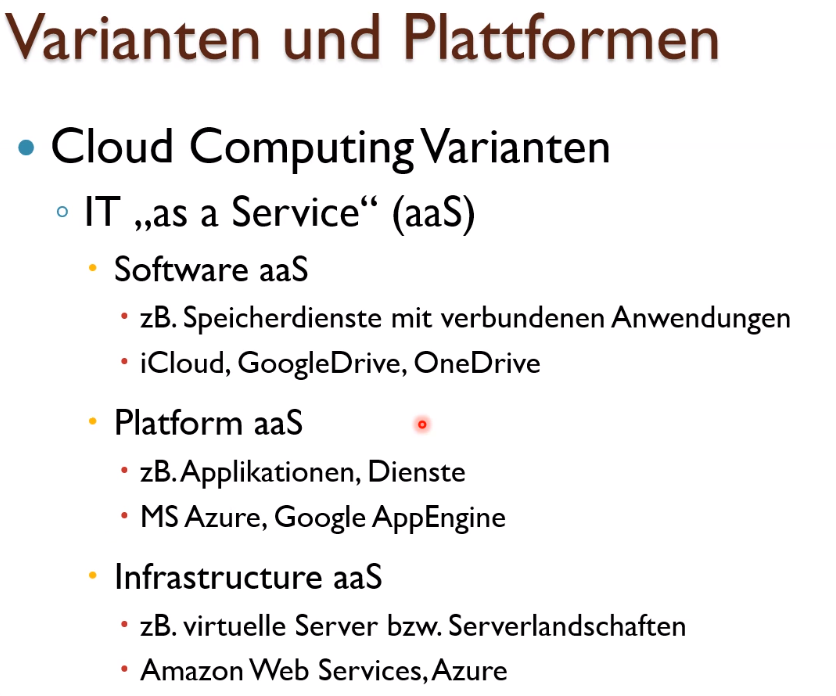 Varianten und Plattformen
Cloud Computing Varianten
IT „as a Service“ (aaS)
Software aaS
zB. Speicherdienste mit verbundenen Anwendungen
iCloud, GoogleDrive, OneDrive
Platform aaS
zB. Applikationen, Dienste
MS Azure, Google AppEngine
Infrastructure aaS
zB. virtuelle Server bzw. Serverlandschaften
Amazon Web Services, Azure